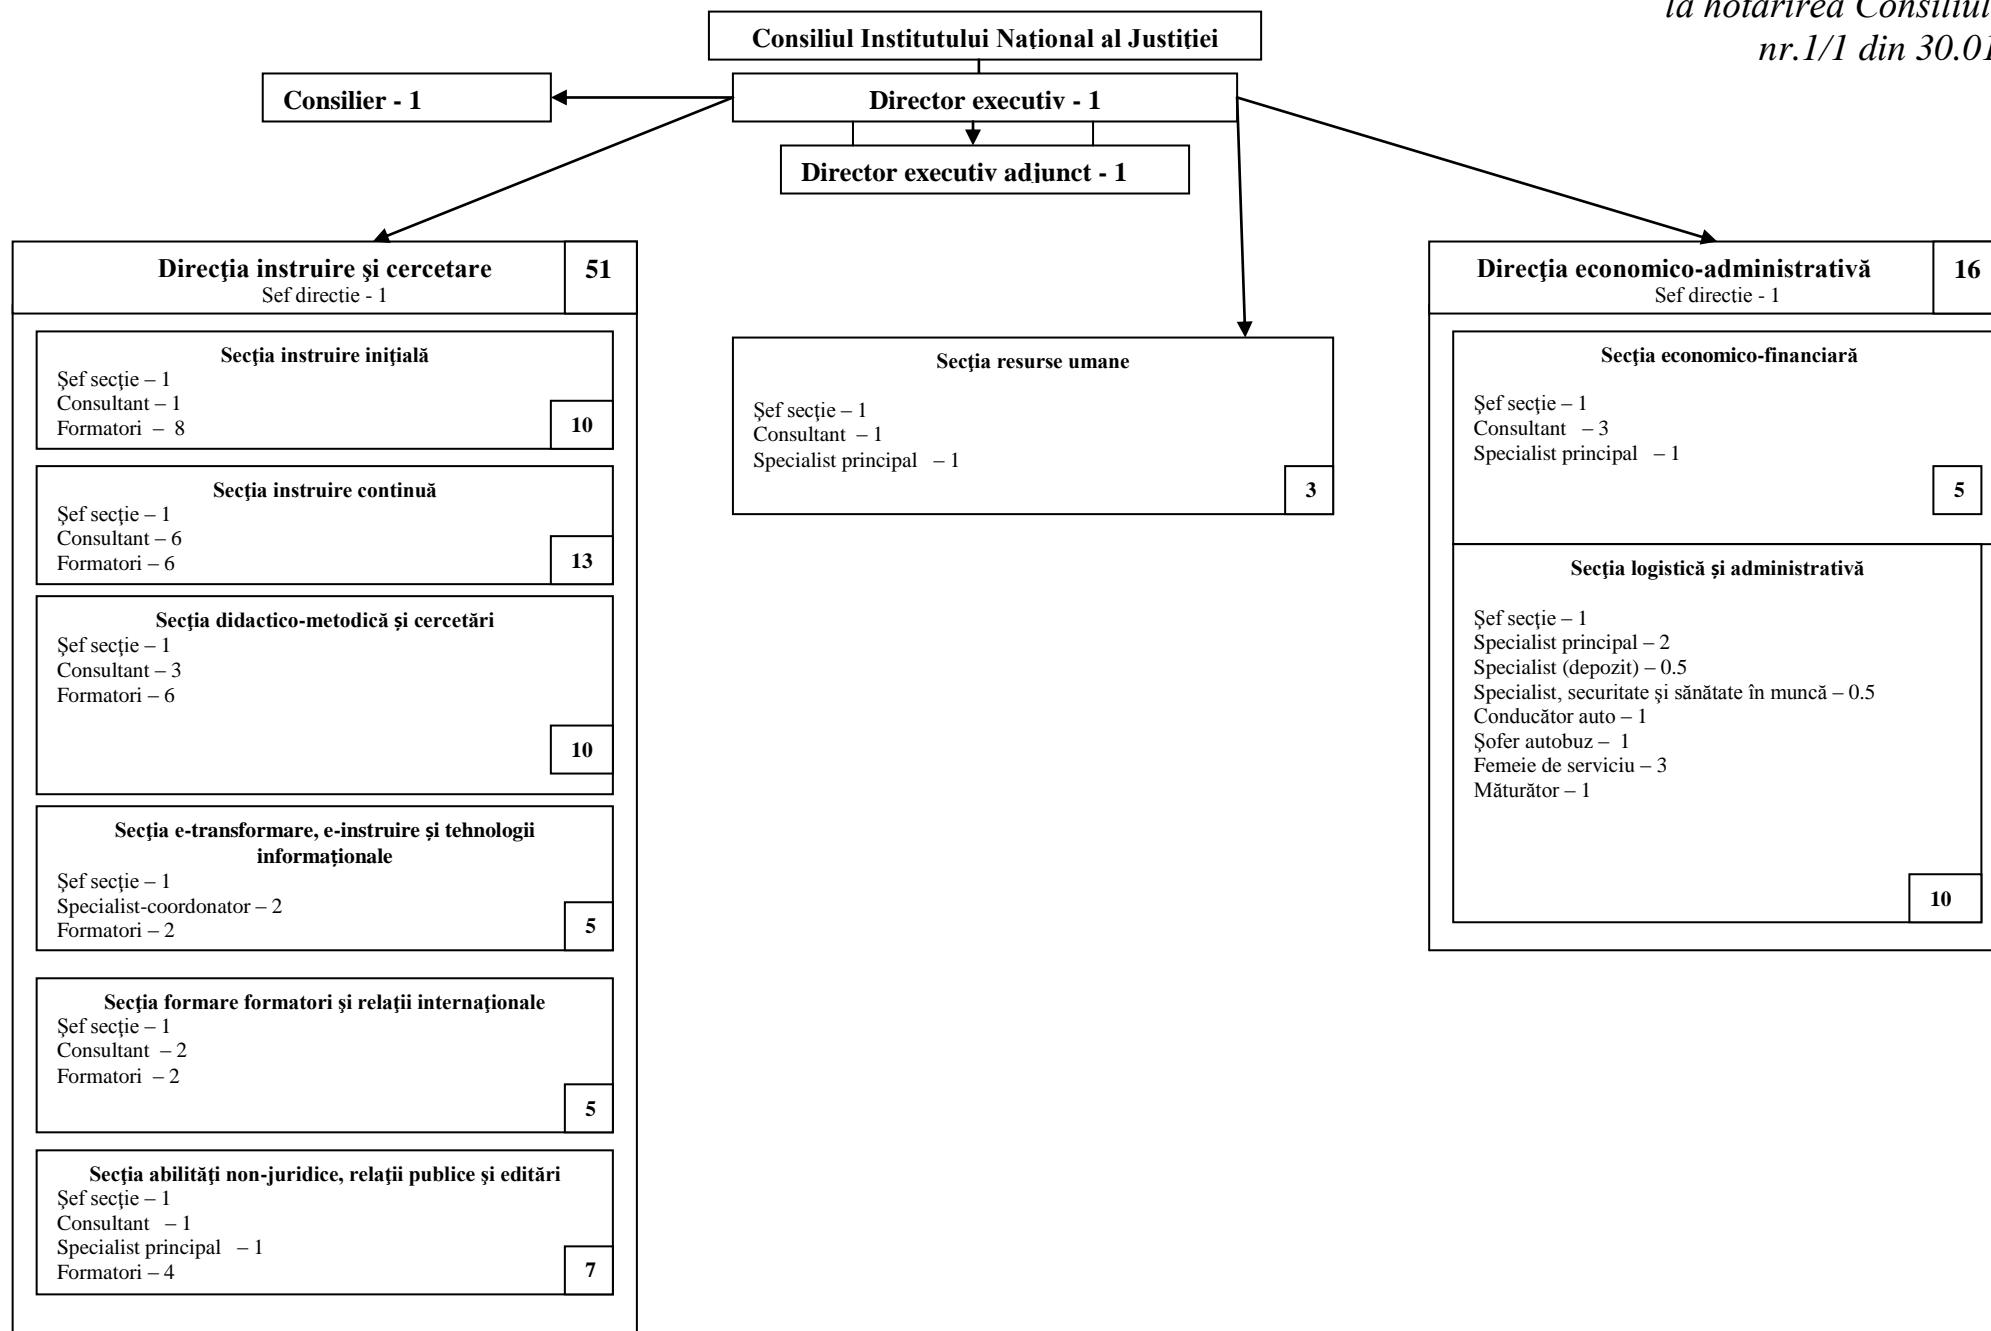 la hotărîrea Consiliul
nr.1/1 din 30.01
Consiliul Institutului Naţional al Justiţiei
Consilier - 1
Director executiv - 1
Director executiv adjunct - 1
Direcţia instruire şi cercetare
Sef directie - 1
51
Secţia instruire iniţială
Şef secţie – 1
Consultant – 1
Formatori – 8
10
Secţia instruire continuă
Şef secţie – 1
Consultant – 6
Formatori – 6
13
Secţia didactico-metodică și cercetări
Şef secţie – 1
Consultant – 3
Formatori – 6
10
Secţia e-transformare, e-instruire și tehnologii
informaționale
Şef secţie – 1
Specialist-coordonator – 2
Formatori – 2
5
Secţia formare formatori şi relaţii internaţionale
Şef secţie – 1
Consultant – 2
Formatori – 2
5
Secţia abilităţi non-juridice, relaţii publice şi editări
Şef secţie – 1
Consultant – 1
Specialist principal – 1
Formatori – 4
7
Secţia resurse umane
Şef secţie – 1
Consultant – 1
Specialist principal – 1
3
Direcţia economico-administrativă
Sef directie - 1
16
Secţia economico-financiară
Şef secţie – 1
Consultant – 3
Specialist principal – 1
5
Secţia logistică și administrativă
Şef secţie – 1
Specialist principal – 2
Specialist (depozit) – 0.5
Specialist, securitate şi sănătate în muncă – 0.5
Conducător auto – 1
Şofer autobuz – 1
Femeie de serviciu – 3
Măturător – 1
10